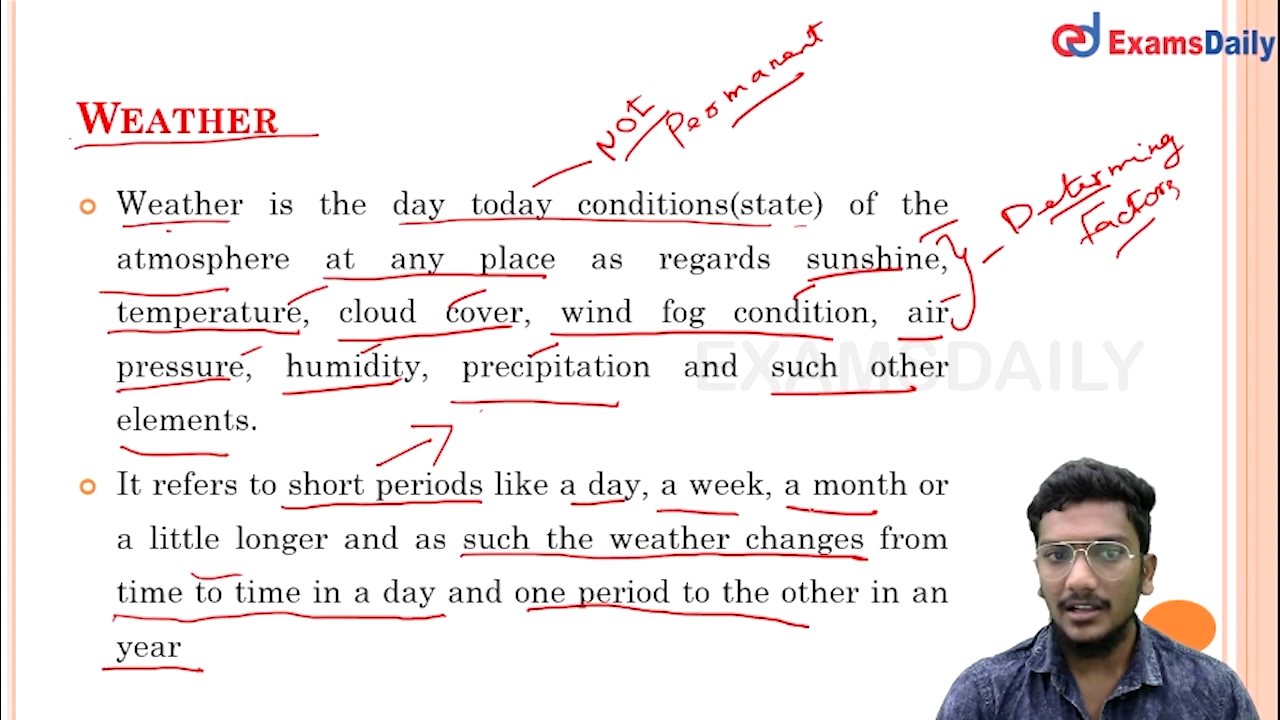 ExamsDaily
WEATHER
NOT
Permanent
Weather is the day today conditions(state) of the
atmosphere at any place as regards sunshine,
temperature, cloud cover, wind fog condition, air
pressure, humidity, precipitation and such other
elements.
Determing
Factors
EXAMSDAILY
It refers to short periods like a day, a week, a month or
a little longer and as such the weather changes from
time to time in a day and one period to the other in an
year